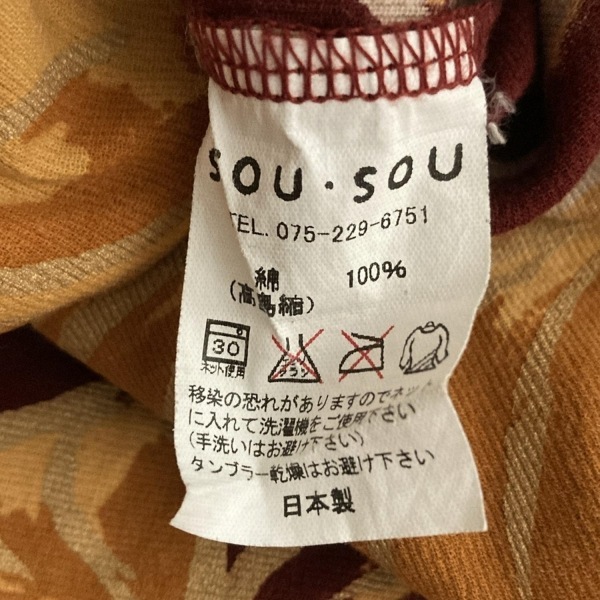 SOU・SOU
TEL. 075-229-6751
綿 100%
(高島縮)
30
ネット使用
移染の恐れがありますのでネット
に入れて洗濯機をご使用下さい
(手洗いはお避け下さい)
タンブラー乾燥はお避け下さい
日本製